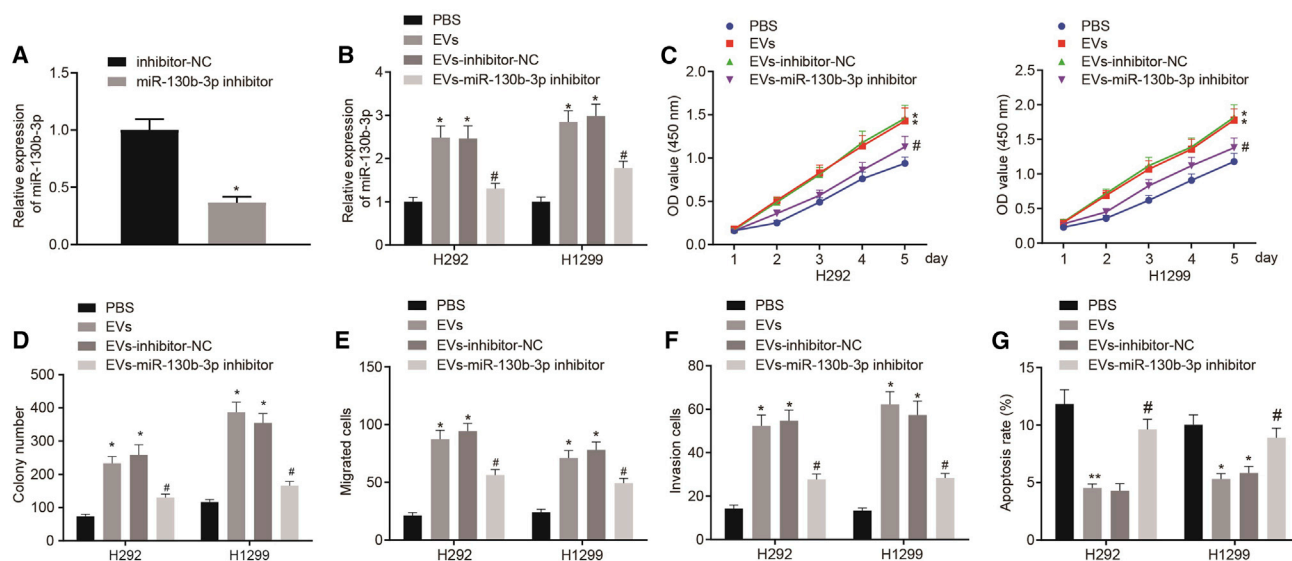 A
inhibitor-NC
miR-130b-3p inhibitor
Relative expression
of miR-130b-3p
1.5
1.0
0.5
0.0
*
B
PBS
EVs
EVs-inhibitor-NC
EVs-miR-130b-3p inhibitor
Relative expression
of miR-130b-3p
4
3
2
1
0
* * #
* * #
H292 H1299
C
PBS
EVs
EVs-inhibitor-NC
EVs-miR-130b-3p inhibitor
OD value (450 nm)
2.0
1.5
1.0
0.5
0.0
*
*
#
1 2 3 4 5 day
H292
PBS
EVs
EVs-inhibitor-NC
EVs-miR-130b-3p inhibitor
OD value (450 nm)
2.5
2.0
1.5
1.0
0.5
0.0
*
*
#
1 2 3 4 5 day
H1299
D
PBS
EVs
EVs-inhibitor-NC
EVs-miR-130b-3p inhibitor
Colony number
500
400
300
200
100
0
* * #
* * #
H292 H1299
E
PBS
EVs
EVs-inhibitor-NC
EVs-miR-130b-3p inhibitor
Migrated cells
150
100
50
0
* * #
* * #
H292 H1299
F
PBS
EVs
EVs-inhibitor-NC
EVs-miR-130b-3p inhibitor
Invasion cells
80
60
40
20
0
* * #
* * #
H292 H1299
G
PBS
EVs
EVs-inhibitor-NC
EVs-miR-130b-3p inhibitor
Apoptosis rate (%)
15
10
5
0
** #
* * #
H292 H1299